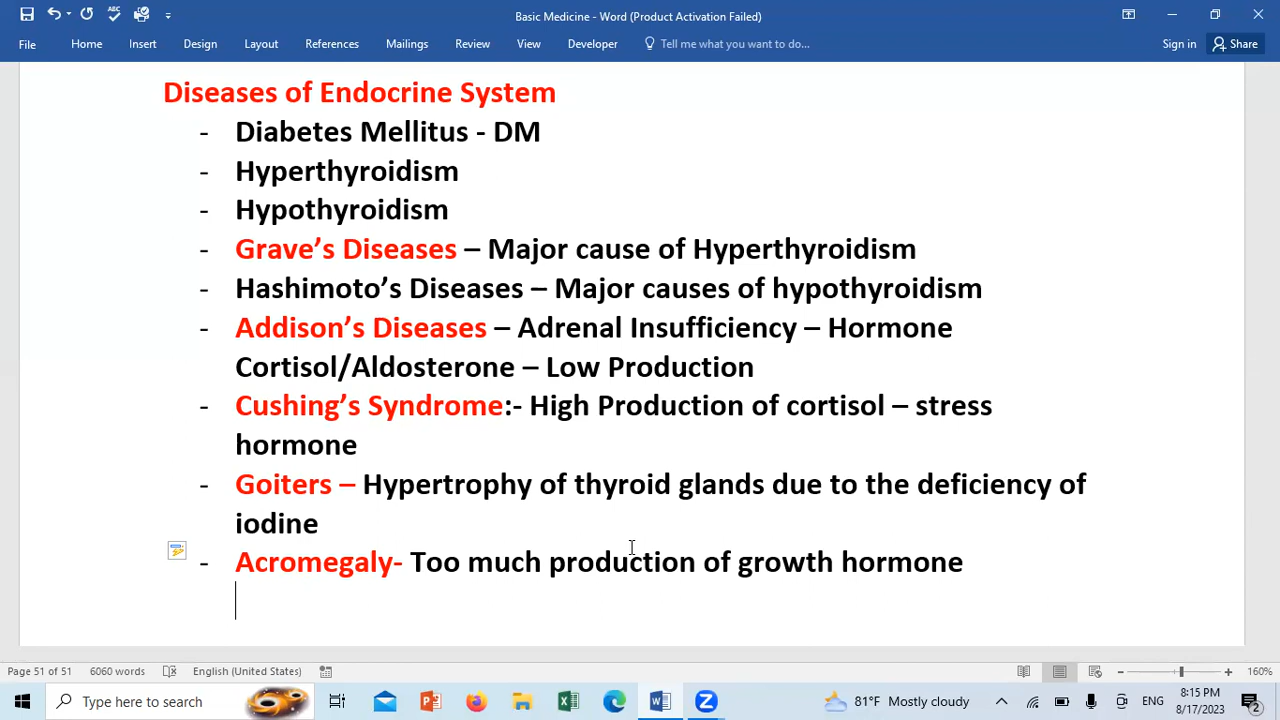 Basic Medicine - Word (Product Activation Failed)
File Home Insert Design Layout References Mailings Review View Developer Tell me what you want to do... Sign in Share
Diseases of Endocrine System
- Diabetes Mellitus - DM
- Hyperthyroidism
- Hypothyroidism
- Grave’s Diseases – Major cause of Hyperthyroidism
- Hashimoto’s Diseases – Major causes of hypothyroidism
- Addison’s Diseases – Adrenal Insufficiency – Hormone
Cortisol/Aldosterone – Low Production
- Cushing’s Syndrome:- High Production of cortisol – stress
hormone
- Goiters – Hypertrophy of thyroid glands due to the deficiency of
iodine
- Acromegaly- Too much production of growth hormone
Page 51 of 51 6060 words English (United States) 160%
Type here to search 81°F Mostly cloudy ENG 8:15 PM
8/17/2023 2